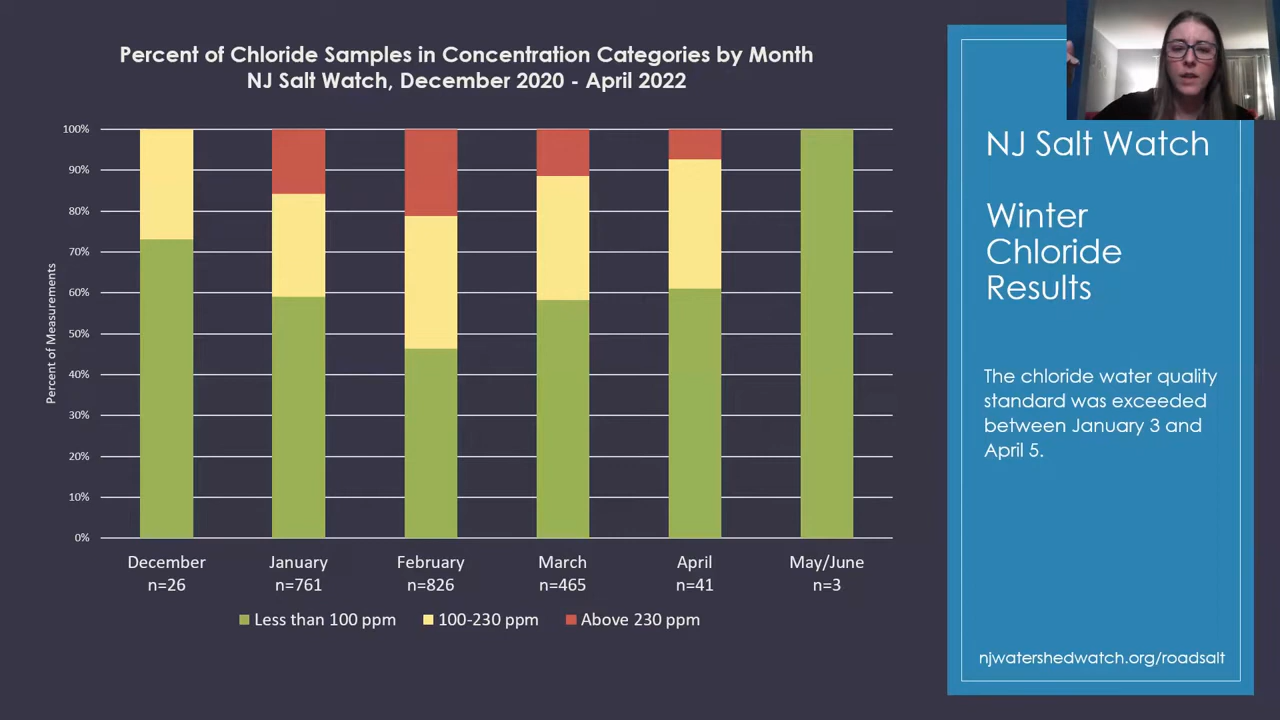 Percent of Chloride Samples in Concentration Categories by Month
NJ Salt Watch, December 2020 - April 2022
Percent of Measurements
100%
90%
80%
70%
60%
50%
40%
30%
20%
10%
0%
December
n=26
January
n=761
February
n=826
March
n=465
April
n=41
May/June
n=3
Less than 100 ppm
100-230 ppm
Above 230 ppm
NJ Salt Watch
Winter
Chloride
Results
The chloride water quality
standard was exceeded
between January 3 and
April 5.
njwatershedwatch.org/roadsalt